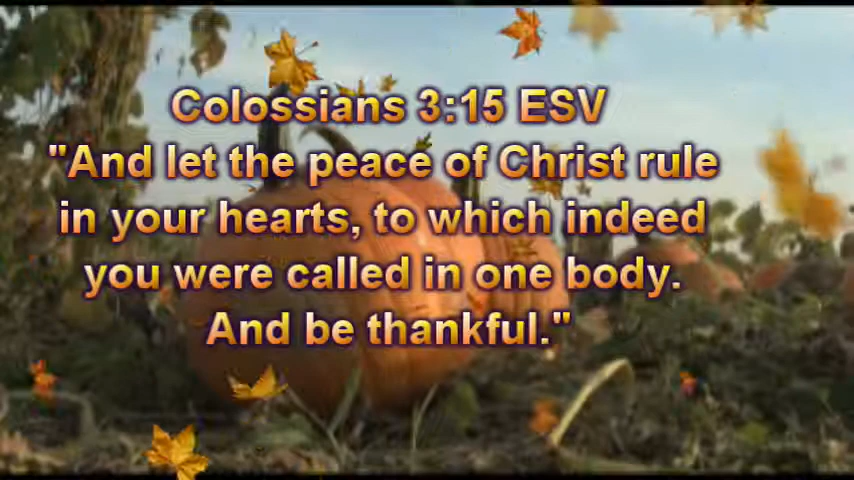 Colossians 3:15 ESV
"And let the peace of Christ rule
in your hearts, to which indeed
you were called in one body.
And be thankful."